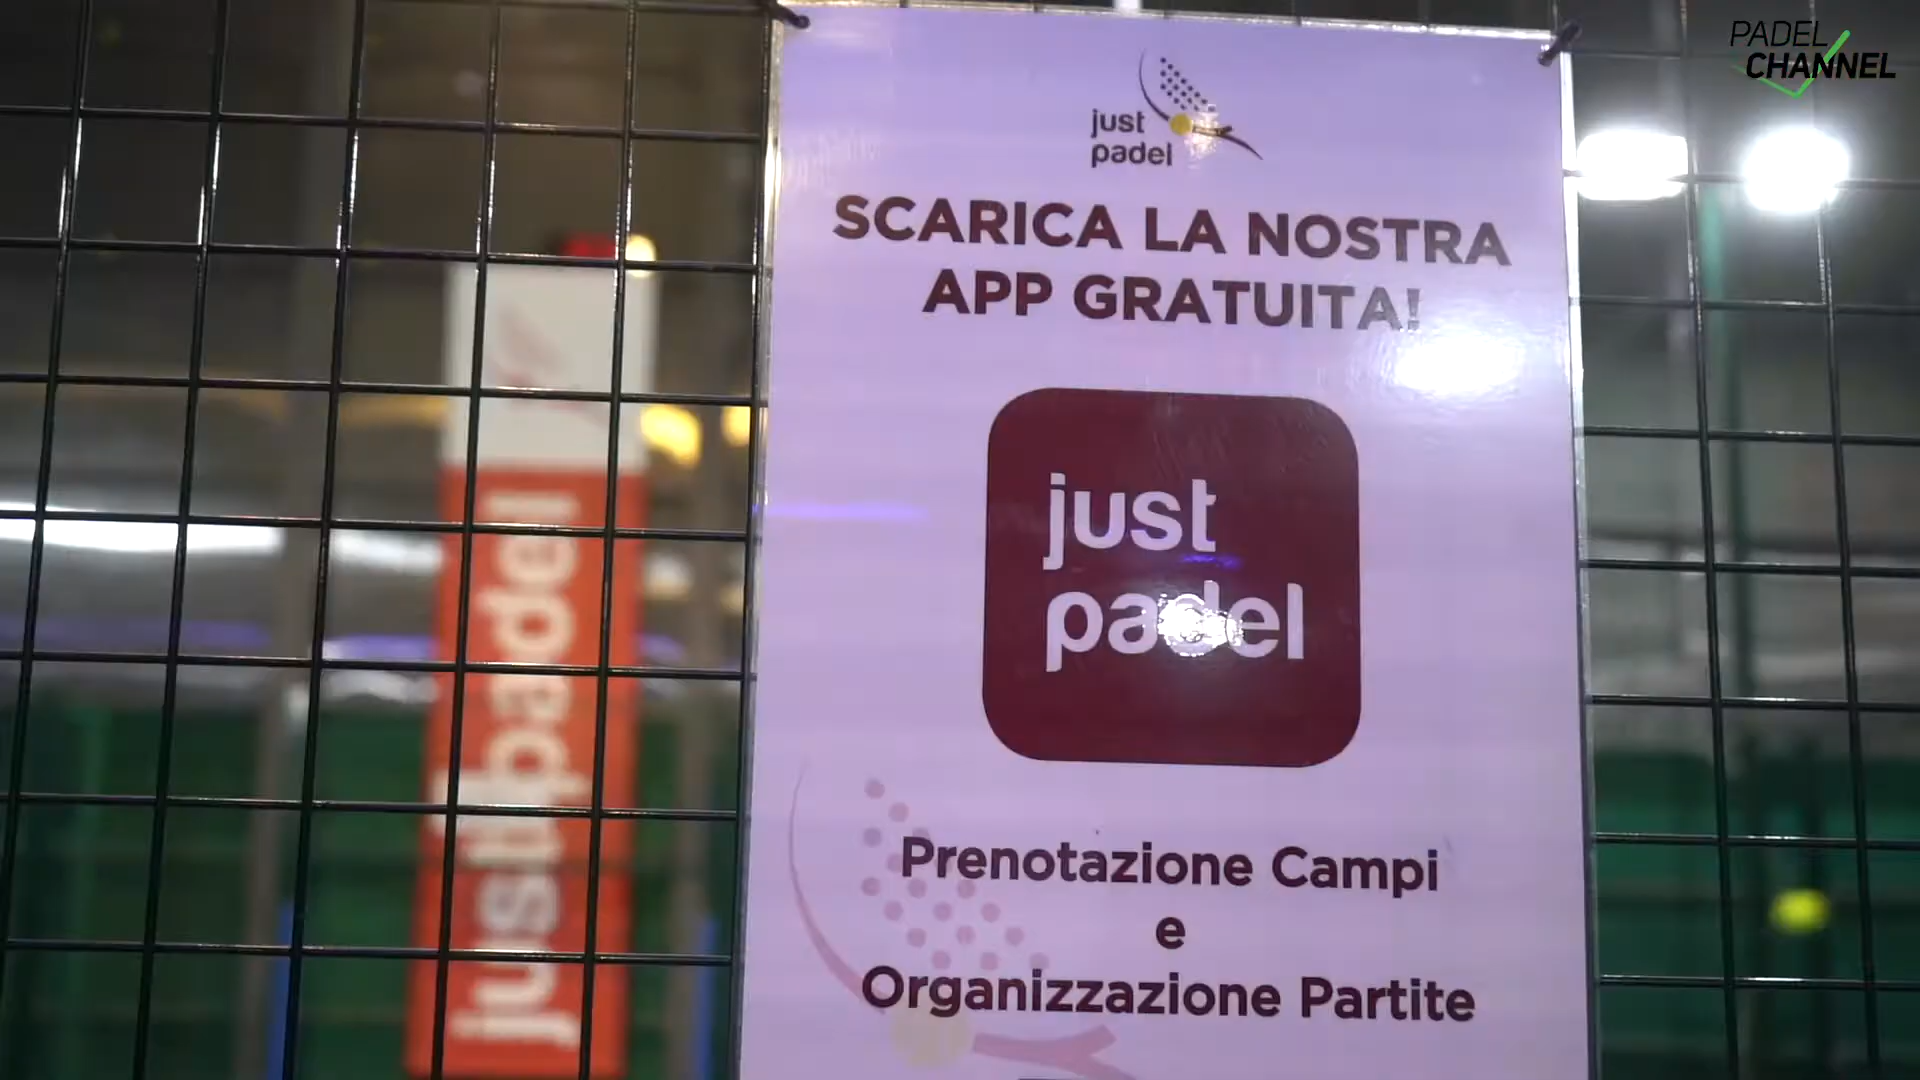 PADEL
CHANNEL
just
padel
SCARICA LA NOSTRA
APP GRATUITA!
just
padel
Prenotazione Campi
e
Organizzazione Partite
justpadel